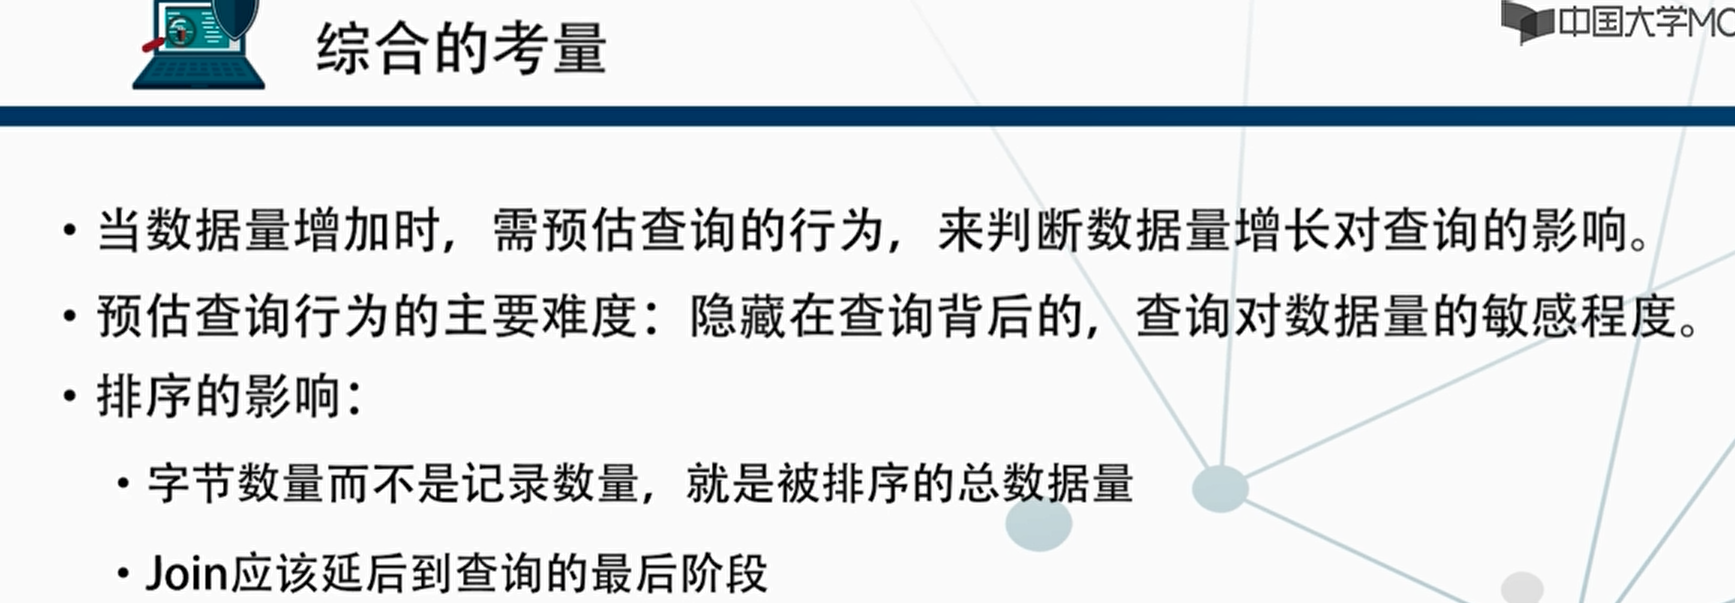 综合的考量
中国大学MO
• 当数据量增加时，需预估查询的行为，来判断数据量增长对查询的影响。
• 预估查询行为的主要难度：隐藏在查询背后的，查询对数据量的敏感程度。
• 排序的影响：
• 字节数量而不是记录数量，就是被排序的总数据量
• Join应该延后到查询的最后阶段